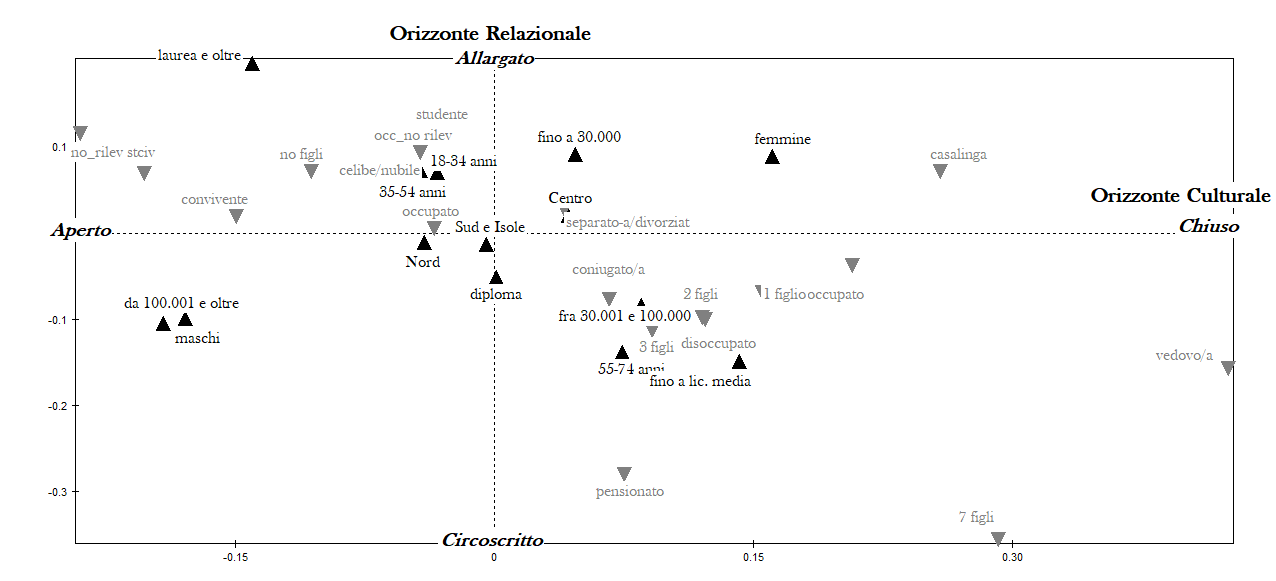 Orizzonte Relazionale
Allargato
laurea e oltre
studente
occ_no rilev
fino a 30.000
femmine
0.1
no_rilev stciv
no figli
18-34 anni
casalinga
celibe/nubile
35-54 anni
convivente
Centro
Orizzonte Culturale
occupato
separato-a/divorziat
Aperto
Sud e Isole
Chiuso
Nord
coniugato/a
diploma
2 figli
1 figlio
occupato
da 100.001 e oltre
fra 30.001 e 100.000
-0.1
maschi
3 figli
disoccupato
vedovo/a
55-74 anni
fino a lic. media
-0.2
pensionato
-0.3
7 figli
Circoscritto
-0.15
0
0.15
0.30